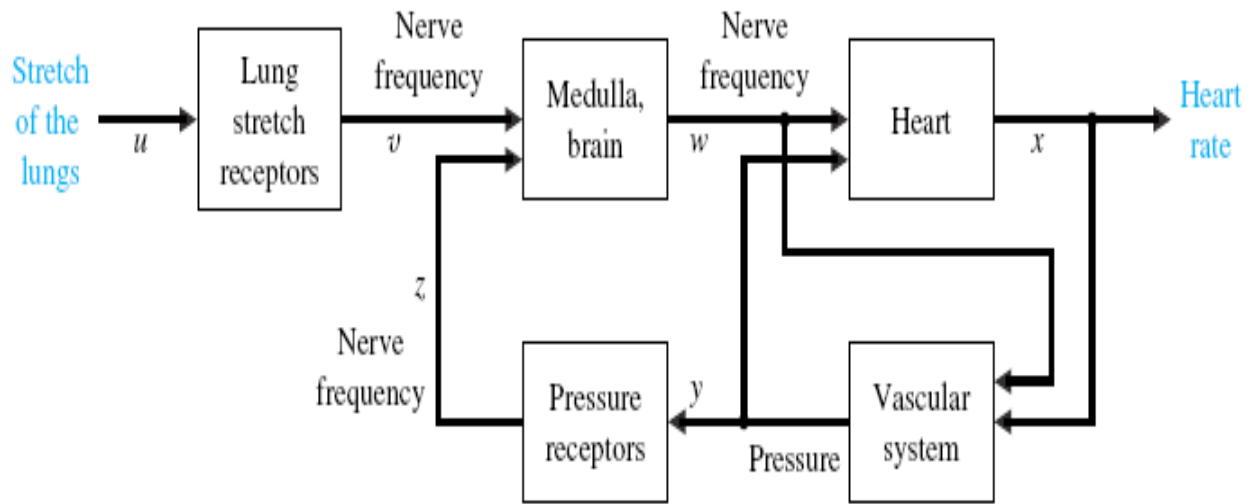 Stretch
of the
lungs
u
Lung
stretch
receptors
Nerve
frequency
v
Medulla,
brain
Nerve
frequency
w
Heart
x
Heart
rate
z
Nerve
frequency
Pressure
receptors
y
Pressure
Vascular
system